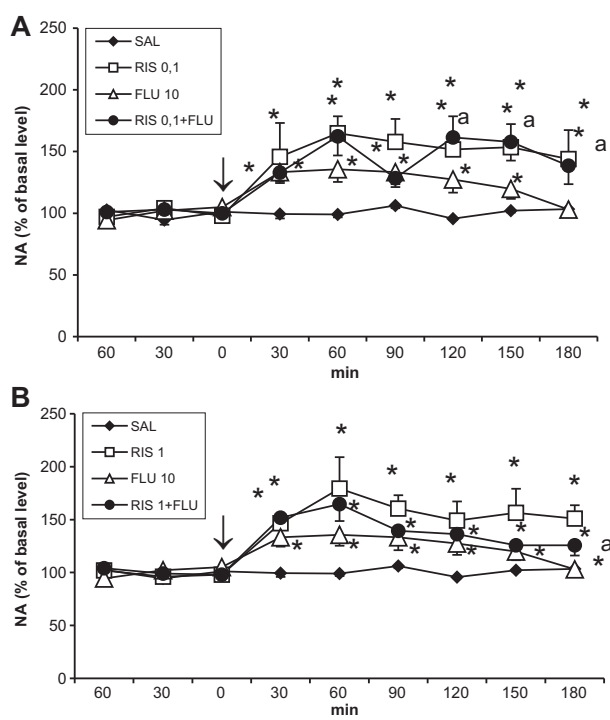 A
SAL
RIS 0,1
FLU 10
RIS 0,1+FLU
NA (% of basal level)
250
200
150
100
50
0
* * * * * *
* * * a * a * a
* * * * * * *
60 30 0 30 60 90 120 150 180
min
B
SAL
RIS 1
FLU 10
RIS 1+FLU
NA (% of basal level)
250
200
150
100
50
0
* * * * * * *
* * * * a
* * * * * *
60 30 0 30 60 90 120 150 180
min